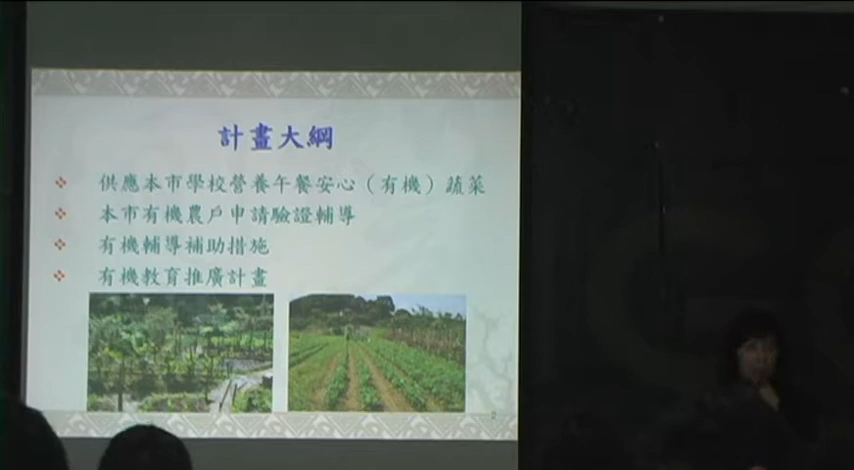 計畫大綱
供應本市學校營養午餐安心（有機）蔬菜
本市有機農戶申請驗證輔導
有機輔導補助措施
有機教育推廣計畫
2